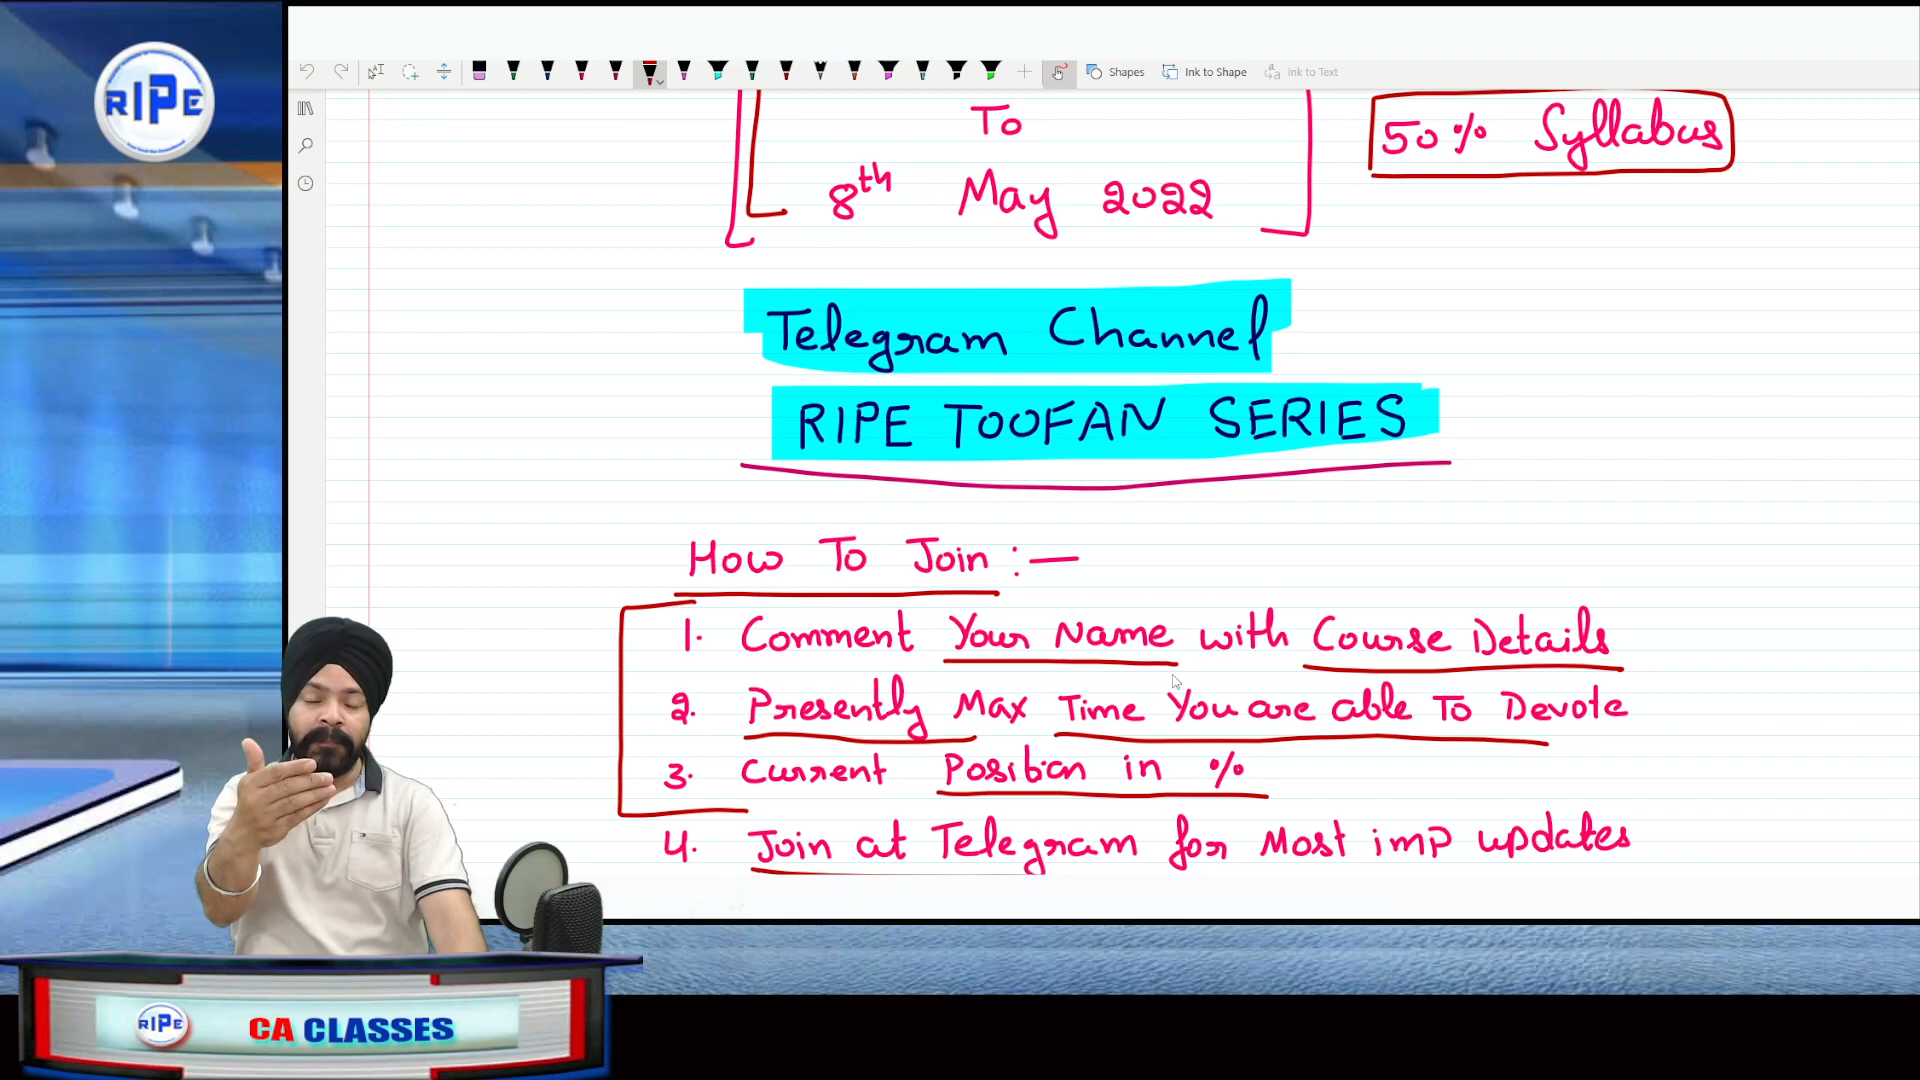 RIPE
Shapes
Ink to Shape
Ink to Text
To
50% Syllabus
8th May 2022
Telegram Channel
RIPE TOOFAN SERIES
How To Join :—
1. Comment Your Name with Course Details
2. Presently Max Time You are able To Devote
3. Current Position in %
4. Join at Telegram for Most imp updates
RIPE
CA CLASSES